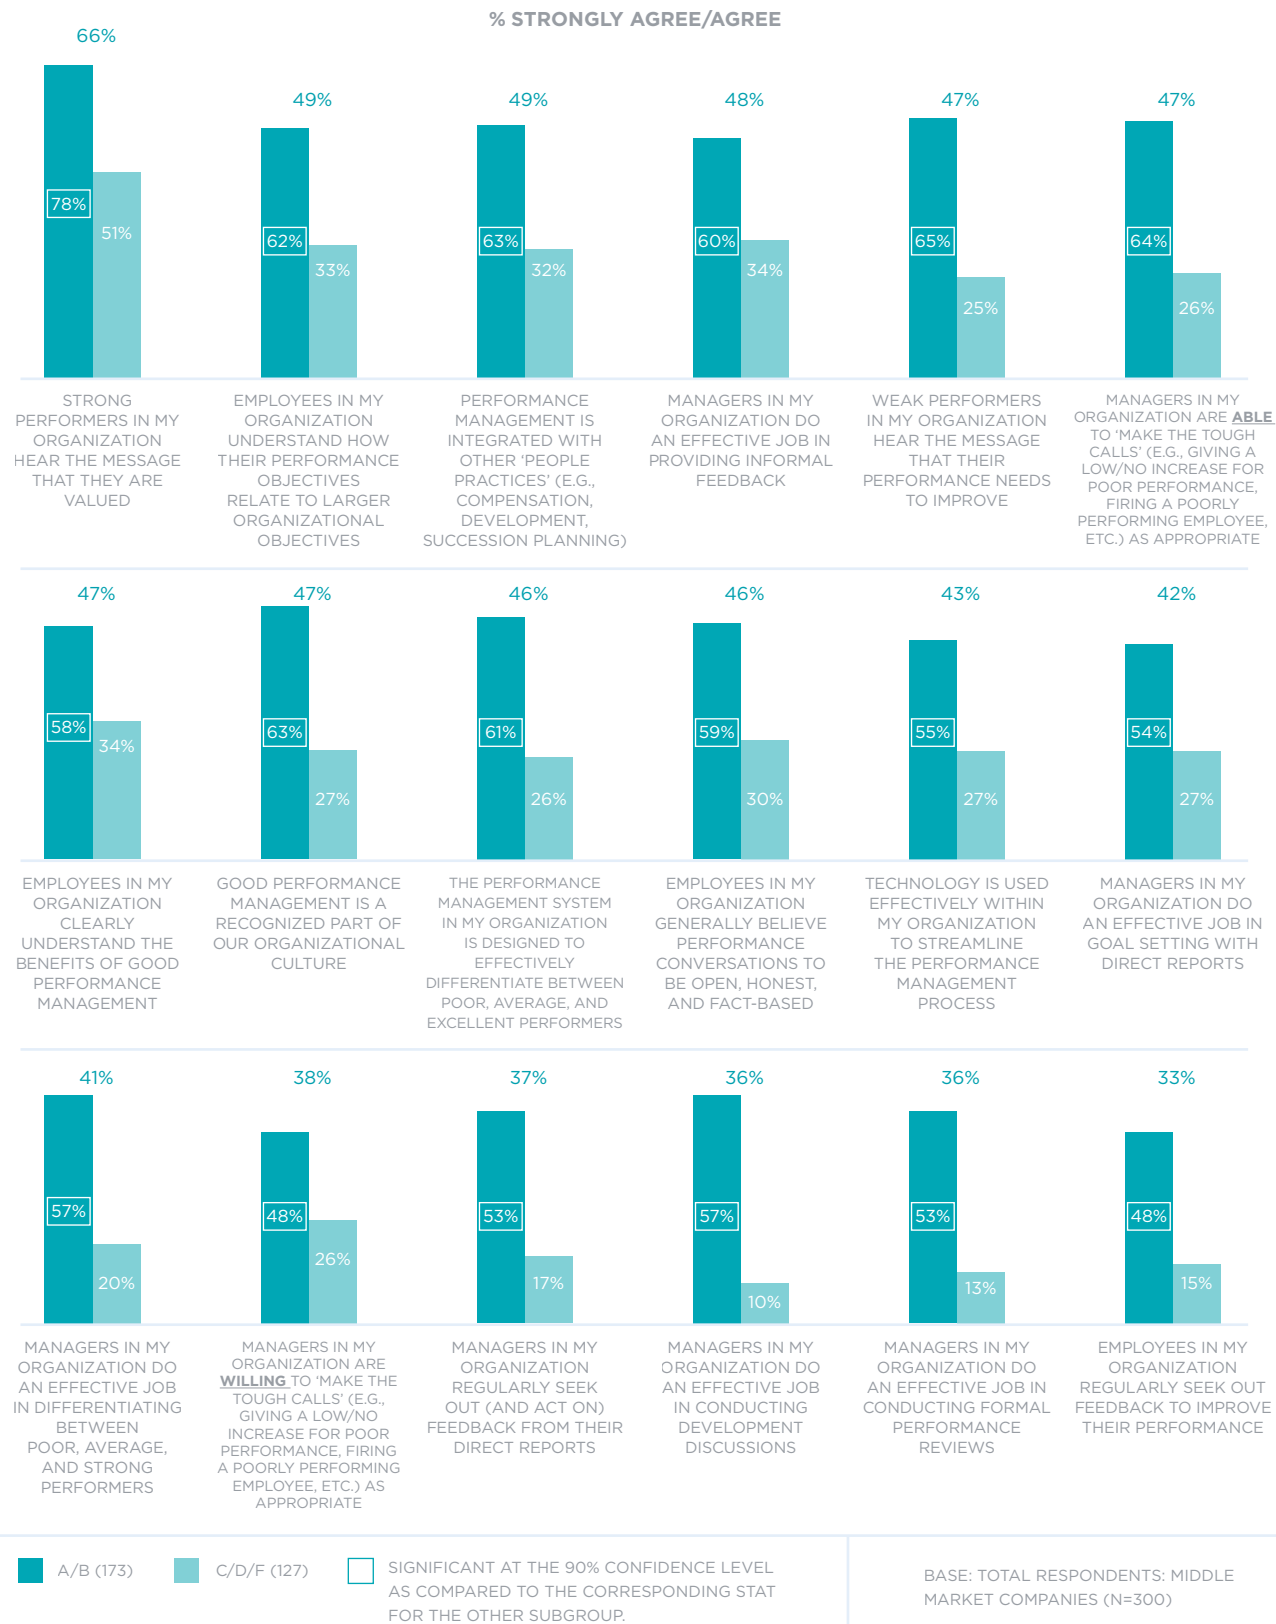 % STRONGLY AGREE/AGREE
66%
49%
49%
48%
47%
47%
78%
51%
62%
33%
63%
32%
60%
34%
65%
25%
64%
26%
STRONG
PERFORMERS IN MY
ORGANIZATION
HEAR THE MESSAGE
THAT THEY ARE
VALUED
EMPLOYEES IN MY
ORGANIZATION
UNDERSTAND HOW
THEIR PERFORMANCE
OBJECTIVES
RELATE TO LARGER
ORGANIZATIONAL
OBJECTIVES
PERFORMANCE
MANAGEMENT IS
INTEGRATED WITH
OTHER ‘PEOPLE
PRACTICES’ (E.G.,
COMPENSATION,
DEVELOPMENT,
SUCCESSION PLANNING)
MANAGERS IN MY
ORGANIZATION DO
AN EFFECTIVE JOB IN
PROVIDING INFORMAL
FEEDBACK
WEAK PERFORMERS
IN MY ORGANIZATION
HEAR THE MESSAGE
THAT THEIR
PERFORMANCE NEEDS
TO IMPROVE
MANAGERS IN MY
ORGANIZATION ARE ABLE
TO ‘MAKE THE TOUGH
CALLS’ (E.G., GIVING A
LOW/NO INCREASE FOR
POOR PERFORMANCE,
FIRING A POORLY
PERFORMING EMPLOYEE,
ETC.) AS APPROPRIATE
47%
47%
46%
46%
43%
42%
58%
34%
63%
27%
61%
26%
59%
30%
55%
27%
54%
27%
EMPLOYEES IN MY
ORGANIZATION
CLEARLY
UNDERSTAND THE
BENEFITS OF GOOD
PERFORMANCE
MANAGEMENT
GOOD PERFORMANCE
MANAGEMENT IS A
RECOGNIZED PART OF
OUR ORGANIZATIONAL
CULTURE
THE PERFORMANCE
MANAGEMENT SYSTEM
IN MY ORGANIZATION
IS DESIGNED TO
EFFECTIVELY
DIFFERENTIATE BETWEEN
POOR, AVERAGE, AND
EXCELLENT PERFORMERS
EMPLOYEES IN MY
ORGANIZATION
GENERALLY BELIEVE
PERFORMANCE
CONVERSATIONS TO
BE OPEN, HONEST,
AND FACT-BASED
TECHNOLOGY IS USED
EFFECTIVELY WITHIN
MY ORGANIZATION
TO STREAMLINE
THE PERFORMANCE
MANAGEMENT
PROCESS
MANAGERS IN MY
ORGANIZATION DO
AN EFFECTIVE JOB IN
GOAL SETTING WITH
DIRECT REPORTS
41%
38%
37%
36%
36%
33%
57%
20%
48%
26%
53%
17%
57%
10%
53%
13%
48%
15%
MANAGERS IN MY
ORGANIZATION DO
AN EFFECTIVE JOB
IN DIFFERENTIATING
BETWEEN
POOR, AVERAGE,
AND STRONG
PERFORMERS
MANAGERS IN MY
ORGANIZATION ARE
WILLING TO ‘MAKE THE
TOUGH CALLS’ (E.G.,
GIVING A LOW/NO
INCREASE FOR POOR
PERFORMANCE, FIRING
A POORLY PERFORMING
EMPLOYEE, ETC.) AS
APPROPRIATE
MANAGERS IN MY
ORGANIZATION
REGULARLY SEEK
OUT (AND ACT ON)
FEEDBACK FROM THEIR
DIRECT REPORTS
MANAGERS IN MY
ORGANIZATION DO
AN EFFECTIVE JOB
IN CONDUCTING
DEVELOPMENT
DISCUSSIONS
MANAGERS IN MY
ORGANIZATION DO
AN EFFECTIVE JOB IN
CONDUCTING FORMAL
PERFORMANCE
REVIEWS
EMPLOYEES IN MY
ORGANIZATION
REGULARLY SEEK OUT
FEEDBACK TO IMPROVE
THEIR PERFORMANCE
A/B (173)
C/D/F (127)
SIGNIFICANT AT THE 90% CONFIDENCE LEVEL
AS COMPARED TO THE CORRESPONDING STAT
FOR THE OTHER SUBGROUP.
BASE: TOTAL RESPONDENTS: MIDDLE
MARKET COMPANIES (N=300)